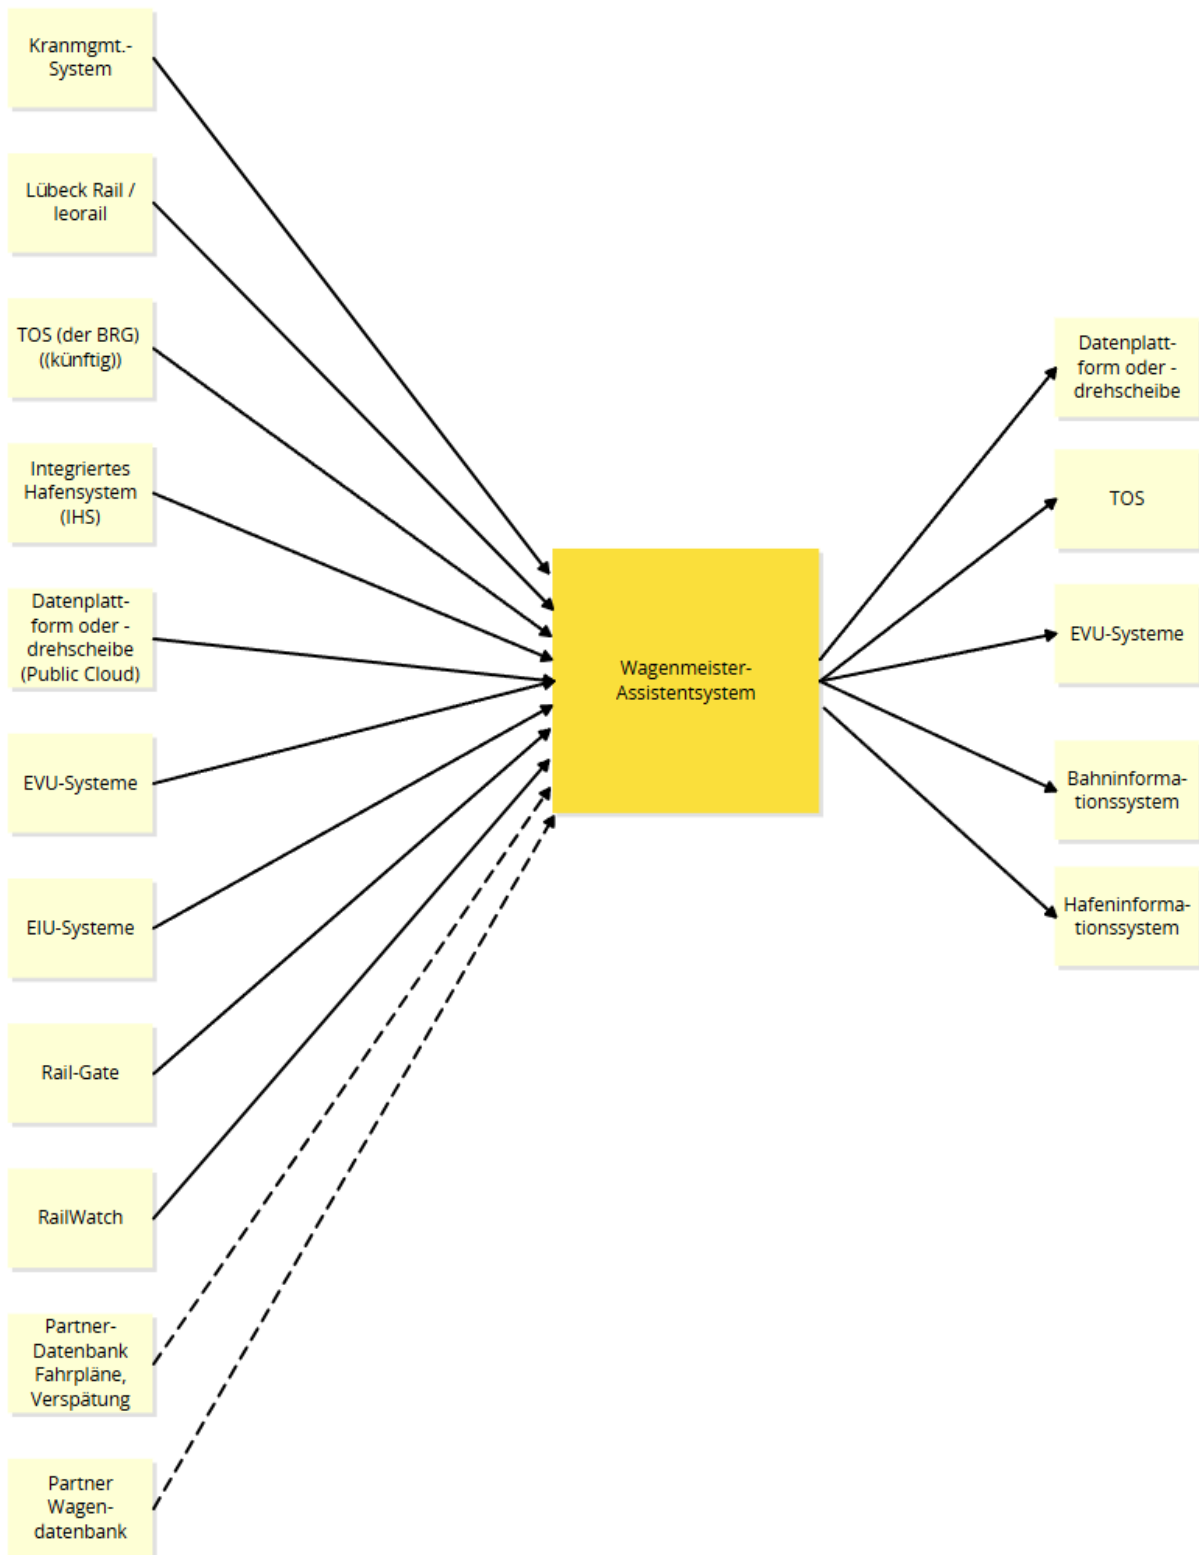 Kranmgmt.-
System
Lübeck Rail /
leorail
TOS (der BRG)
((künftig))
Integriertes
Hafensystem
(IHS)
Datenplatt-
form oder -
drehscheibe
(Public Cloud)
EVU-Systeme
EIU-Systeme
Rail-Gate
RailWatch
Partner-
Datenbank
Fahrpläne,
Verspätung
Partner
Wagen-
datenbank
Wagenmeister-
Assistentsystem
Datenplatt-
form oder -
drehscheibe
TOS
EVU-Systeme
Bahninforma-
tionssystem
Hafeninforma-
tionssystem